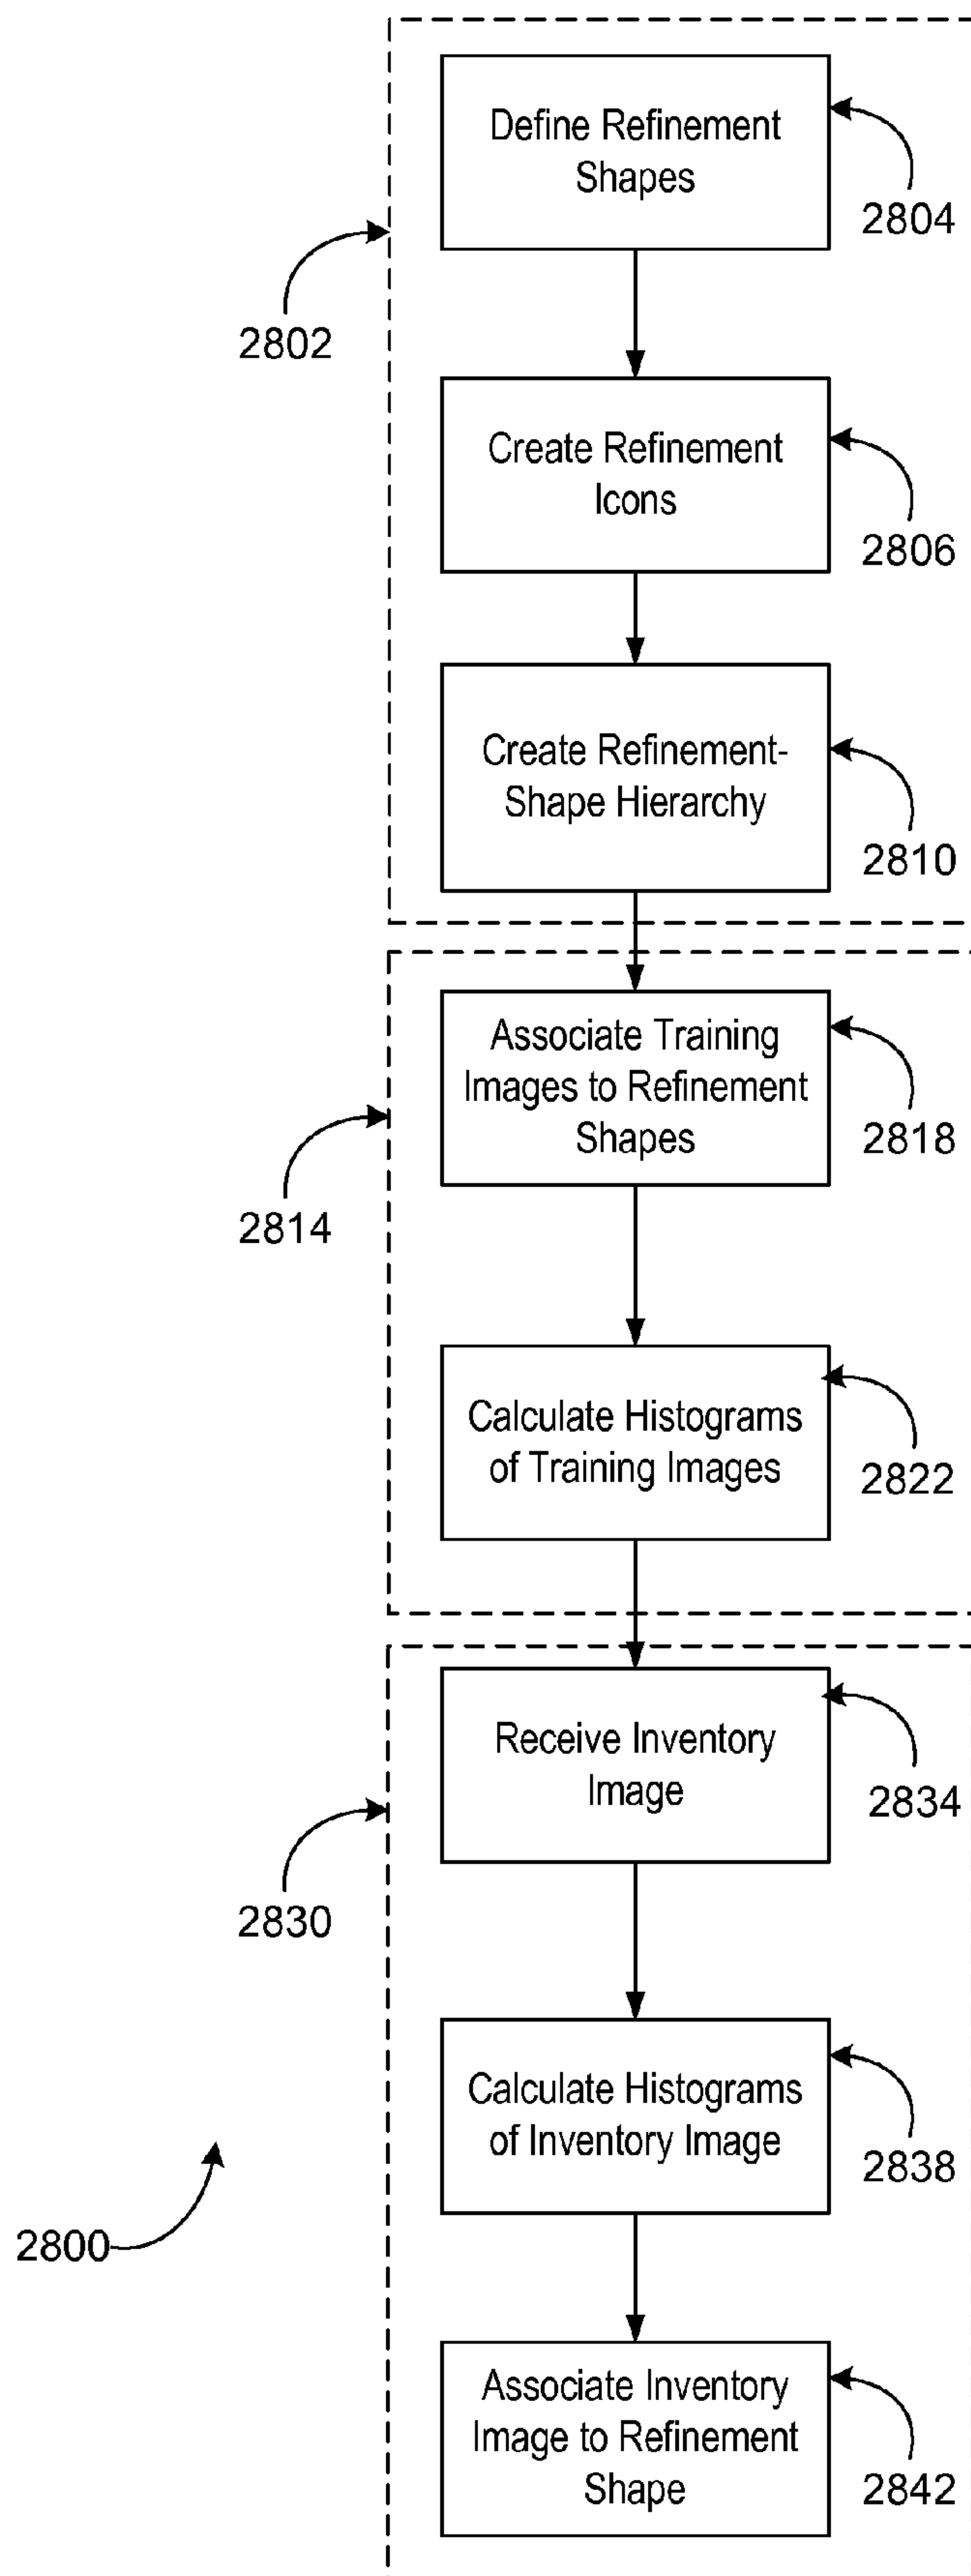 Define Refinement
Shapes
2804
2802
Create Refinement
Icons
2806
Create Refinement-
Shape Hierarchy
2810
Associate Training
Images to Refinement
Shapes
2818
2814
Calculate Histograms
of Training Images
2822
Receive Inventory
Image
2834
2830
Calculate Histograms
of Inventory Image
2838
2800
Associate Inventory
Image to Refinement
Shape
2842